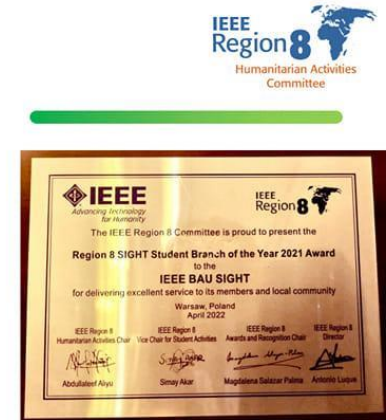 IEEE
Region 8
Humanitarian Activities
Committee
IEEE
Advancing Technology
for Humanity
IEEE
Region 8
The IEEE Region 8 Committee is proud to present the
Region 8 SIGHT Student Branch of the Year 2021 Award
to the
IEEE BAU SIGHT
for delivering excellent service to its members and local community
Warsaw, Poland
April 2022
IEEE Region 8
Humanitarian Activities Chair
IEEE Region 8
Vice Chair for Student Activities
IEEE Region 8
Awards and Recognition Chair
IEEE Region 8
Director
Abdullateef Aliyu
Simay Akar
Magdalena Salazar Palma
Antonio Luque